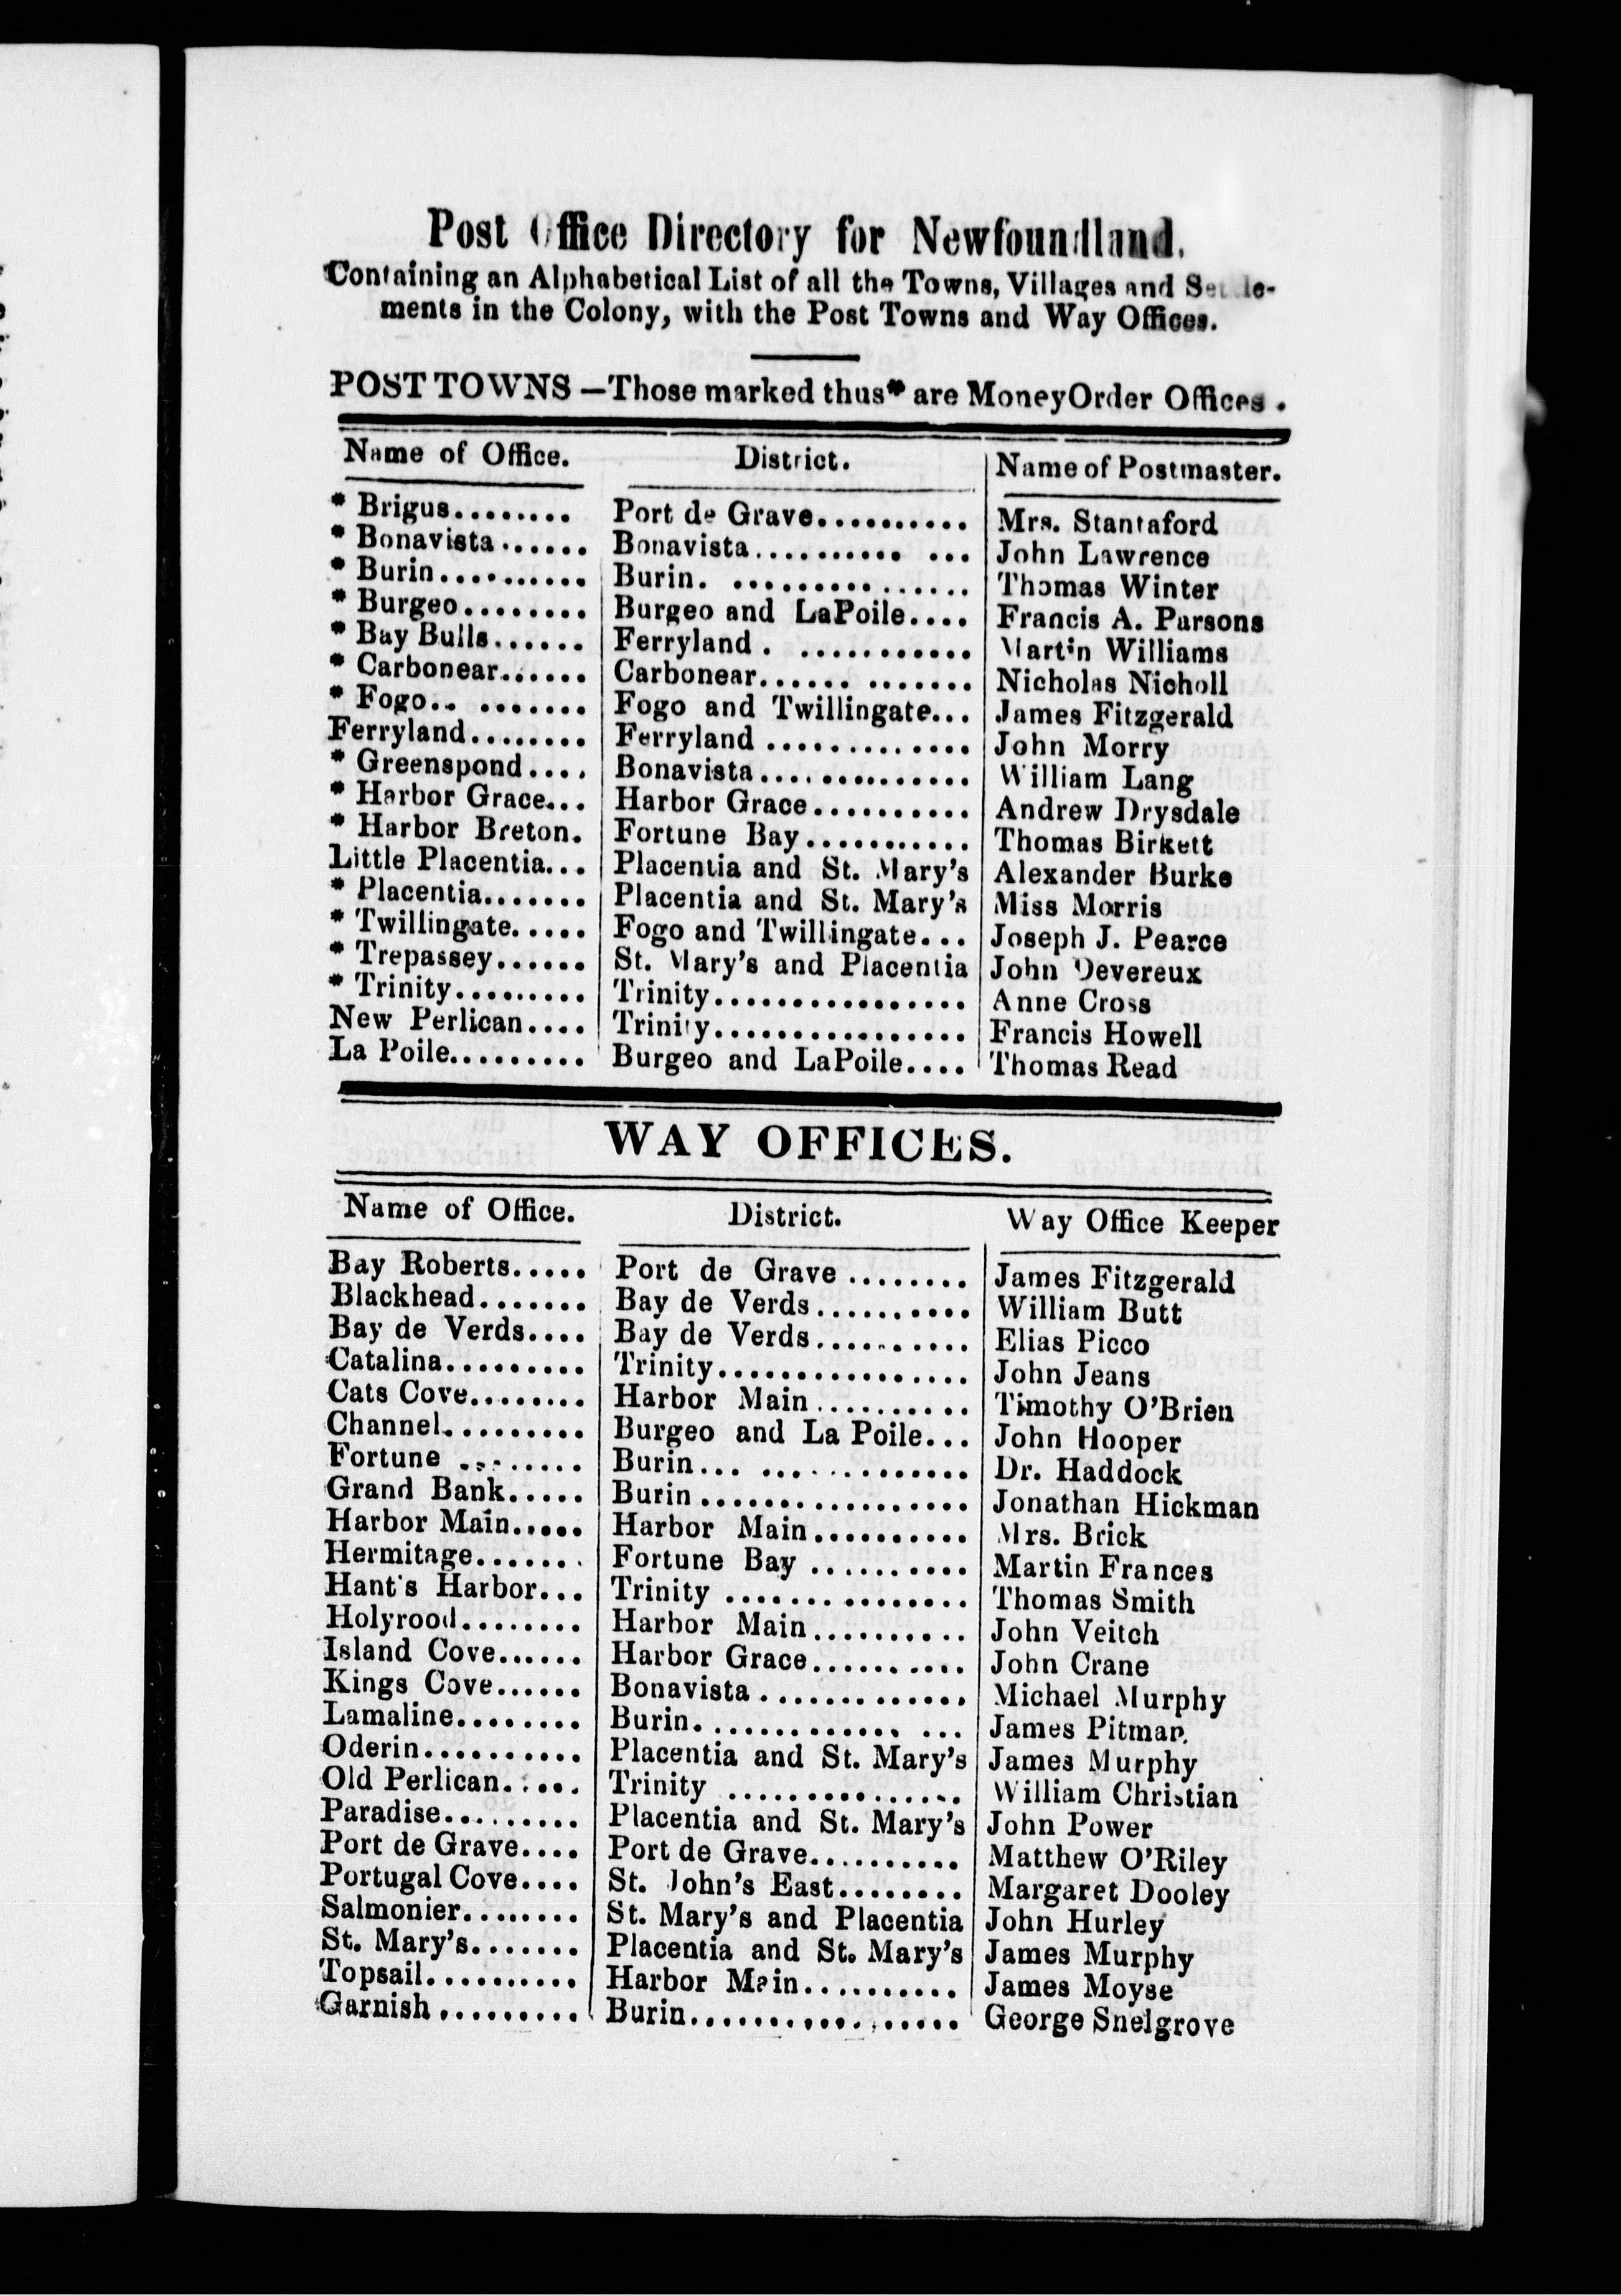 Post Office Directory for Newfoundland.
Containing an Alphabetical List of all the Towns, Villages and Settle-
ments in the Colony, with the Post Towns and Way Offices.
POST TOWNS —Those marked thus* are Money Order Offices.
Name of Office. District. Name of Postmaster.
* Brigus........ Port de Grave.......... Mrs. Stantaford
* Bonavista...... Bonavista.......... ... John Lawrence
* Burin.......... Burin. ............... Thomas Winter
* Burgeo........ Burgeo and LaPoile.... Francis A. Parsons
* Bay Bulls...... Ferryland . ........... Martin Williams
* Carbonear...... Carbonear...... ....... Nicholas Nicholl
* Fogo.. ....... Fogo and Twillingate... James Fitzgerald
Ferryland........ Ferryland ............. John Morry
* Greenspond.... Bonavista.............. William Lang
* Harbor Grace... Harbor Grace.......... Andrew Drysdale
* Harbor Breton. Fortune Bay........... Thomas Birkett
Little Placentia... Placentia and St. Mary's Alexander Burke
* Placentia....... Placentia and St. Mary's Miss Morris
* Twillingate..... Fogo and Twillingate... Joseph J. Pearce
* Trepassey...... St. Mary's and Placentia John Devereux
* Trinity......... Trinity................ Anne Cross
New Perlican.... Trinity................ Francis Howell
La Poile......... Burgeo and LaPoile.... Thomas Read
WAY OFFICES.
Name of Office. District. Way Office Keeper
Bay Roberts..... Port de Grave ........ James Fitzgerald
Blackhead....... Bay de Verds.......... William Butt
Bay de Verds.... Bay de Verds.......... Elias Picco
Catalina......... Trinity................ John Jeans
Cats Cove........ Harbor Main.......... Timothy O'Brien
Channel......... Burgeo and La Poile... John Hooper
Fortune ........ Burin... ............. Dr. Haddock
Grand Bank..... Burin................. Jonathan Hickman
Harbor Main..... Harbor Main.......... Mrs. Brick
Hermitage....... Fortune Bay .......... Martin Frances
Hant's Harbor... Trinity ............... Thomas Smith
Holyrood........ Harbor Main.......... John Veitch
Island Cove...... Harbor Grace.......... John Crane
Kings Cove...... Bonavista ............. Michael Murphy
Lamaline........ Burin............. ... James Pitman.
Oderin.......... Placentia and St. Mary's James Murphy
Old Perlican..... Trinity ............... William Christian
Paradise......... Placentia and St. Mary's John Power
Port de Grave.... Port de Grave.......... Matthew O'Riley
Portugal Cove.... St. John's East........ Margaret Dooley
Salmonier........ St. Mary's and Placentia John Hurley
St. Mary's....... Placentia and St. Mary's James Murphy
Topsail.......... Harbor Main.......... James Moyse
Garnish ......... Burin................. George Snelgrove